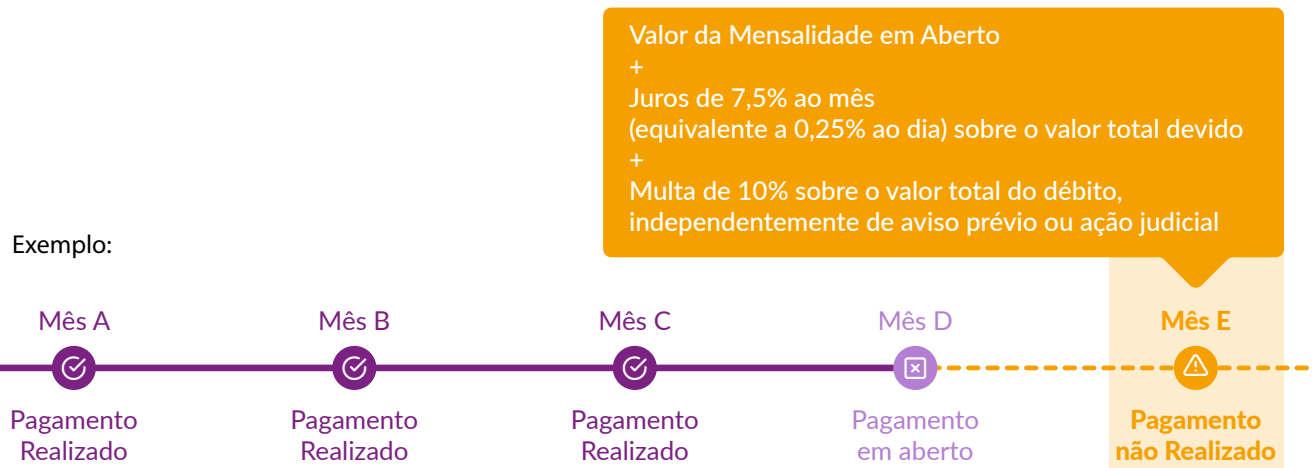 Valor da Mensalidade em Aberto
+
Juros de 7,5% ao mês
(equivalente a 0,25% ao dia) sobre o valor total devido
+
Multa de 10% sobre o valor total do débito,
independentemente de aviso prévio ou ação judicial
Exemplo:
Mês A
Mês B
Mês C
Mês D
Mês E
Pagamento
Realizado
Pagamento
Realizado
Pagamento
Realizado
Pagamento
em aberto
Pagamento
não Realizado